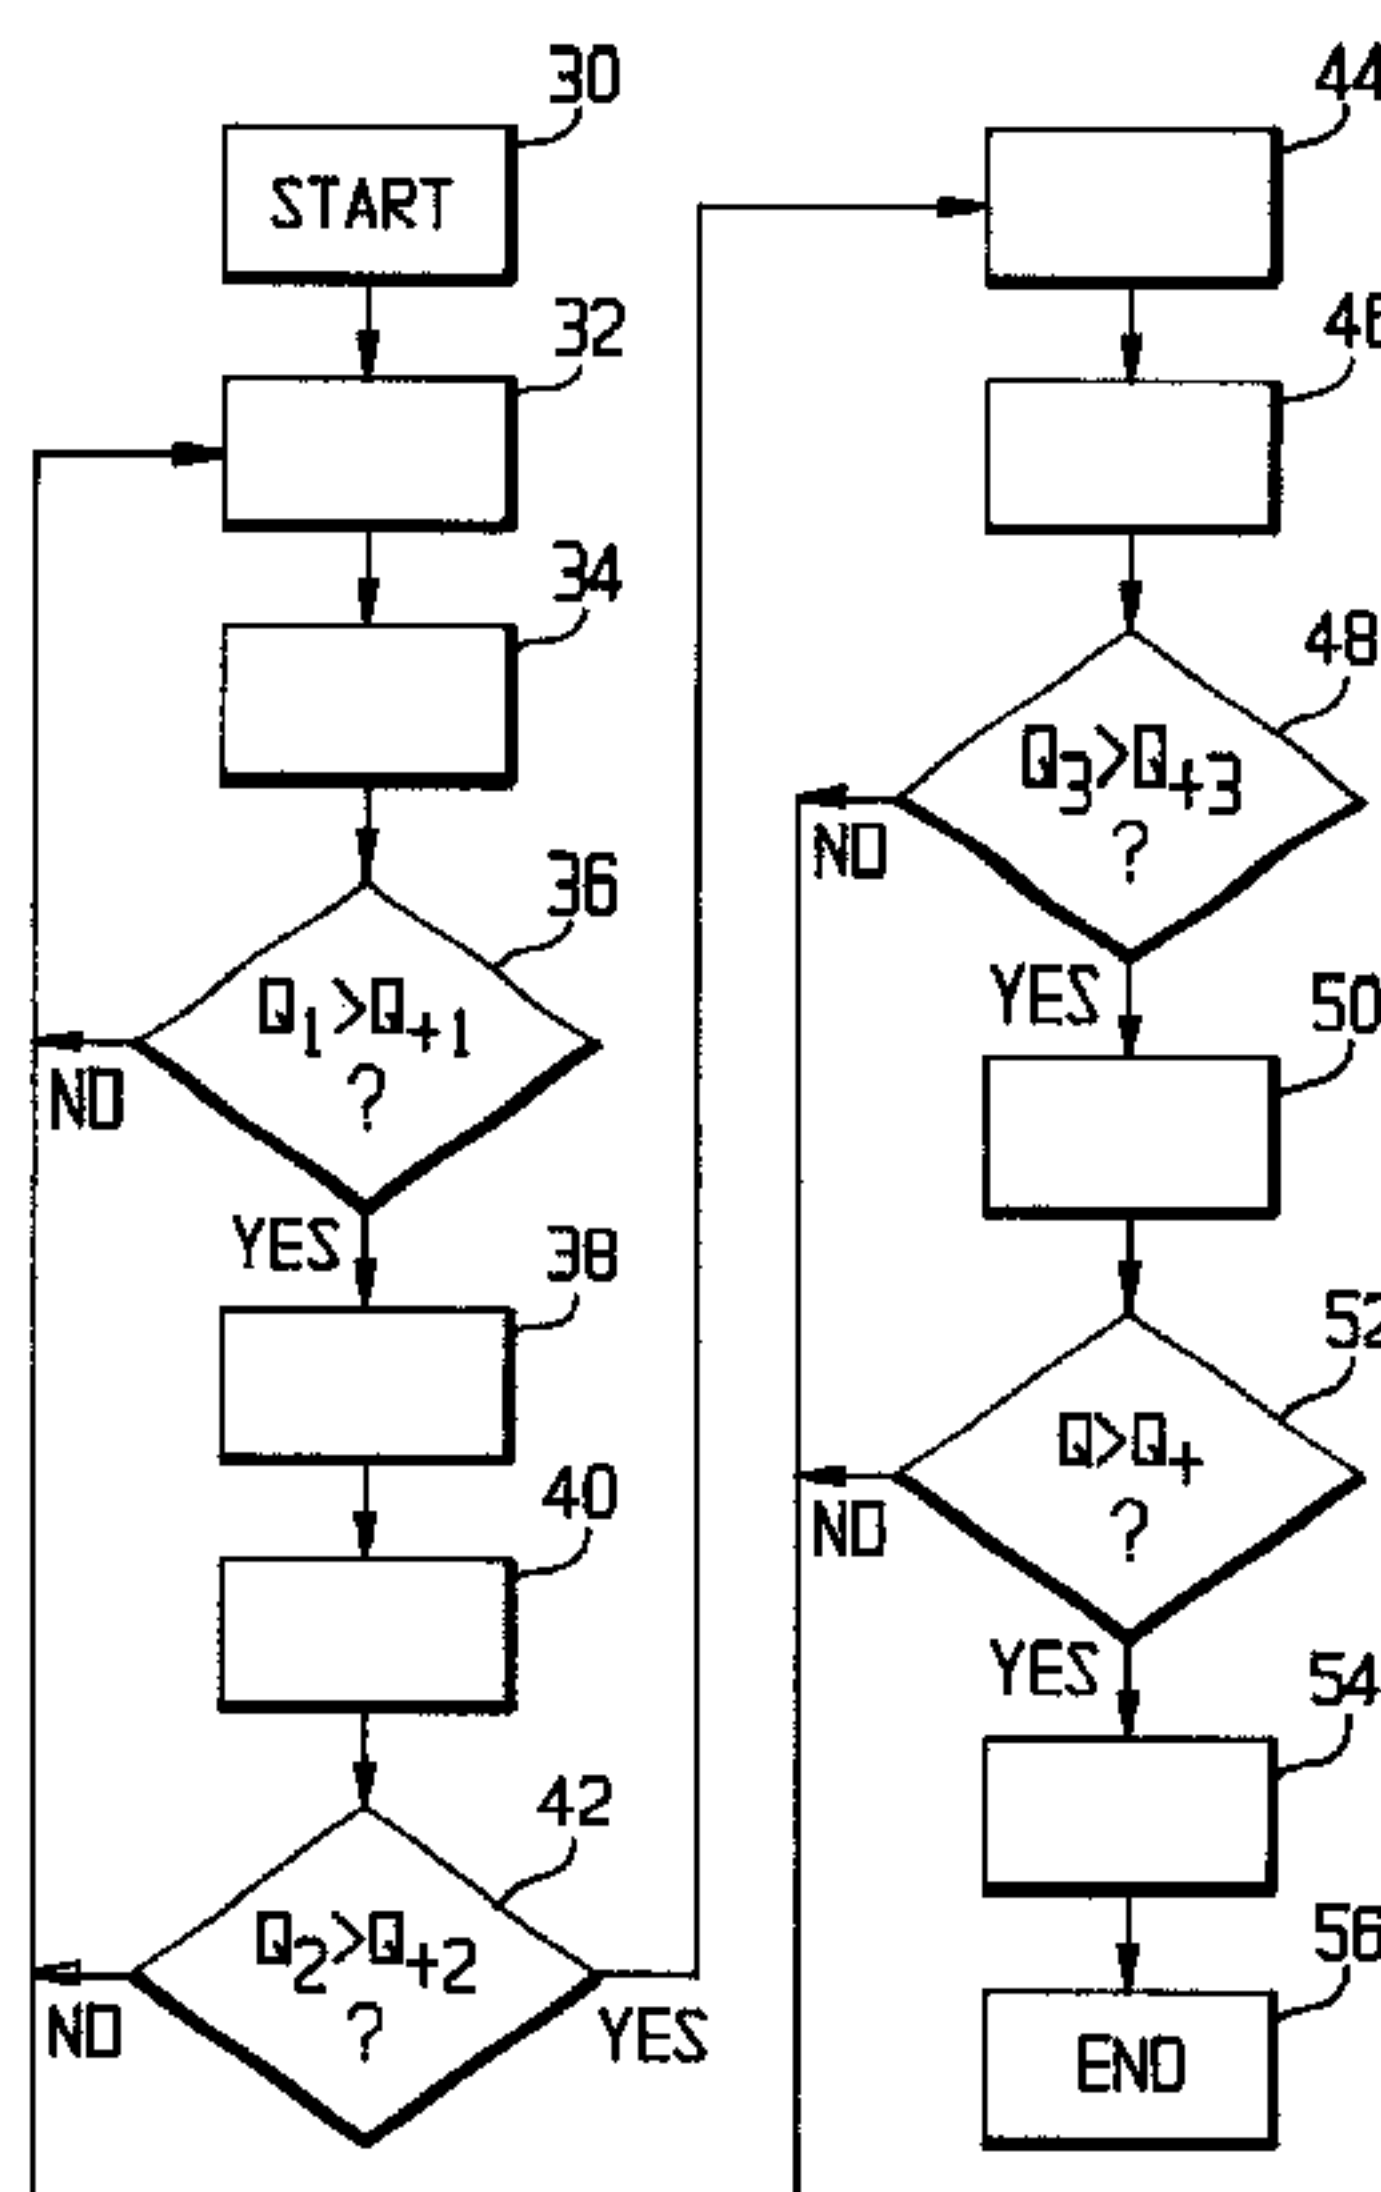 30
START
32
34
36
Q1>Q+1
?
NO
YES
38
40
42
Q2>Q+2
?
NO
YES
44
46
48
Q3>Q+3
?
NO
YES
50
52
Q>Q+
?
NO
YES
54
56
END